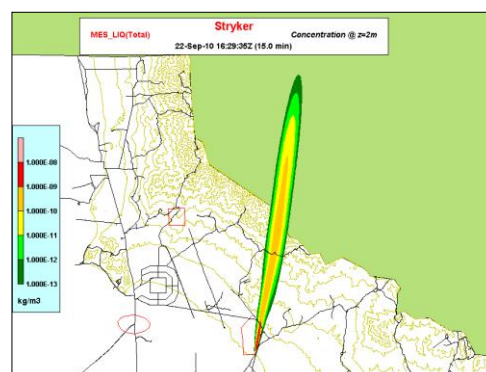 Stryker
MES_LIQ(Total) Concentration @ z=2m
22-Sep-10 16:29:35Z (15.0 min)
1.000E-08
1.000E-09
1.000E-10
1.000E-11
1.000E-12
1.000E-13
kg/m3